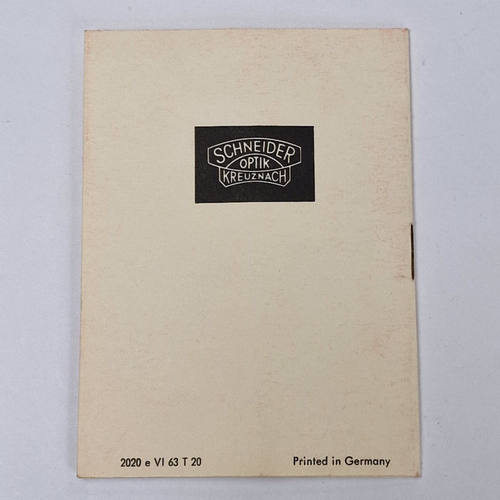 SCHNEIDER
OPTIK
KREUZNACH
2020 e VI 63 T 20
Printed in Germany